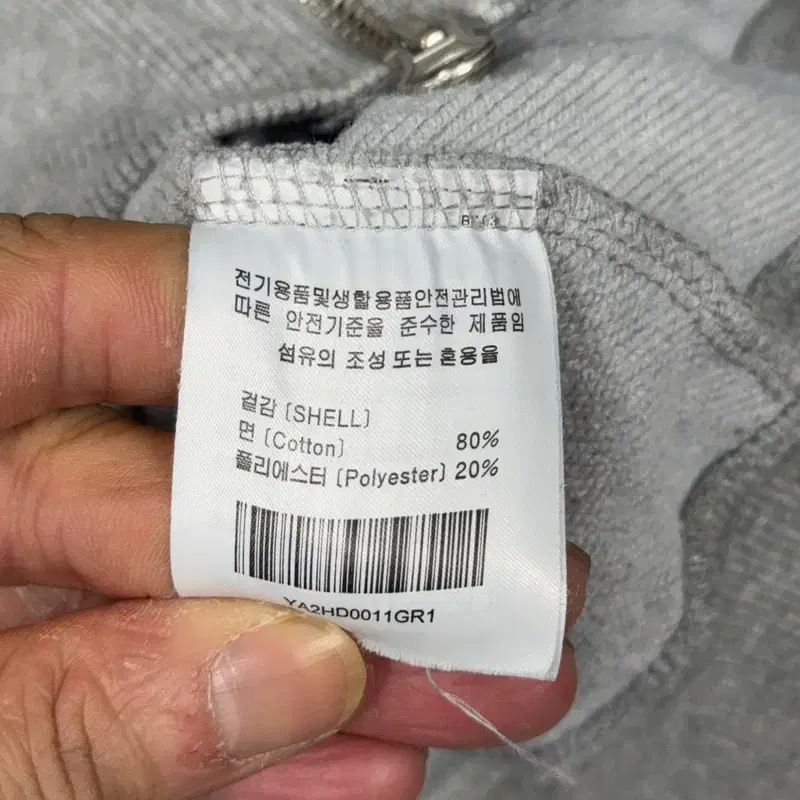 전기용품및생활용품안전관리법에
따른 안전기준을 준수한 제품임
섬유의 조성 또는 혼용율
겉감 (SHELL)
면 (Cotton) 80%
폴리에스터 (Polyester) 20%
YA2HD0011GR1